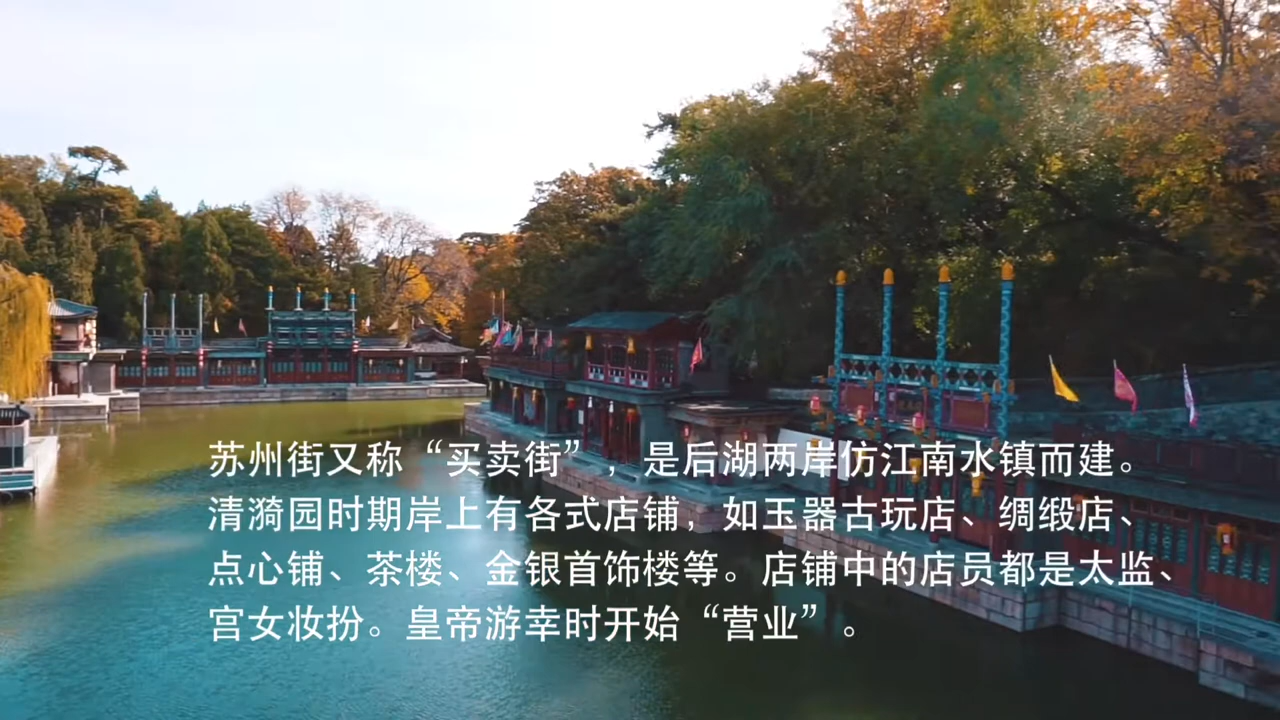 苏州街又称“买卖街”，是后湖两岸仿江南水镇而建。
清漪园时期岸上有各式店铺，如玉器古玩店、绸缎店、
点心铺、茶楼、金银首饰楼等。店铺中的店员都是太监、
宫女妆扮。皇帝游幸时开始“营业”。